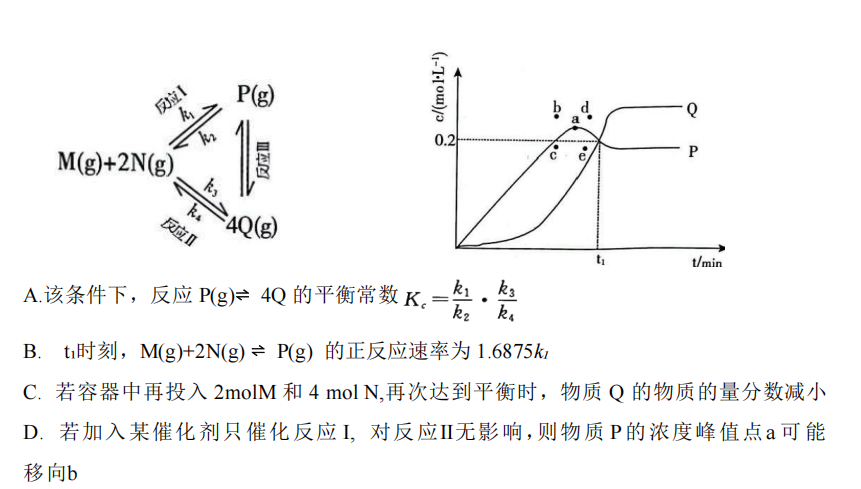 反应Ⅰ
P(g)
k₁
k₂
M(g)+2N(g)
反应Ⅲ
k₃
k₄
反应Ⅱ
4Q(g)
c/(mol•L⁻¹)
b d
a
Q
0.2
c e
P
t₁
t/min
A.该条件下，反应 P(g)⇌ 4Q 的平衡常数 K꜀ = k₁/k₂ • k₃/k₄
B. t₁时刻，M(g)+2N(g) ⇌ P(g) 的正反应速率为 1.6875k₁
C. 若容器中再投入 2molM 和 4 mol N,再次达到平衡时，物质 Q 的物质的量分数减小
D. 若加入某催化剂只催化反应 I, 对反应Ⅱ无影响，则物质 P 的浓度峰值点 a 可能
移向b